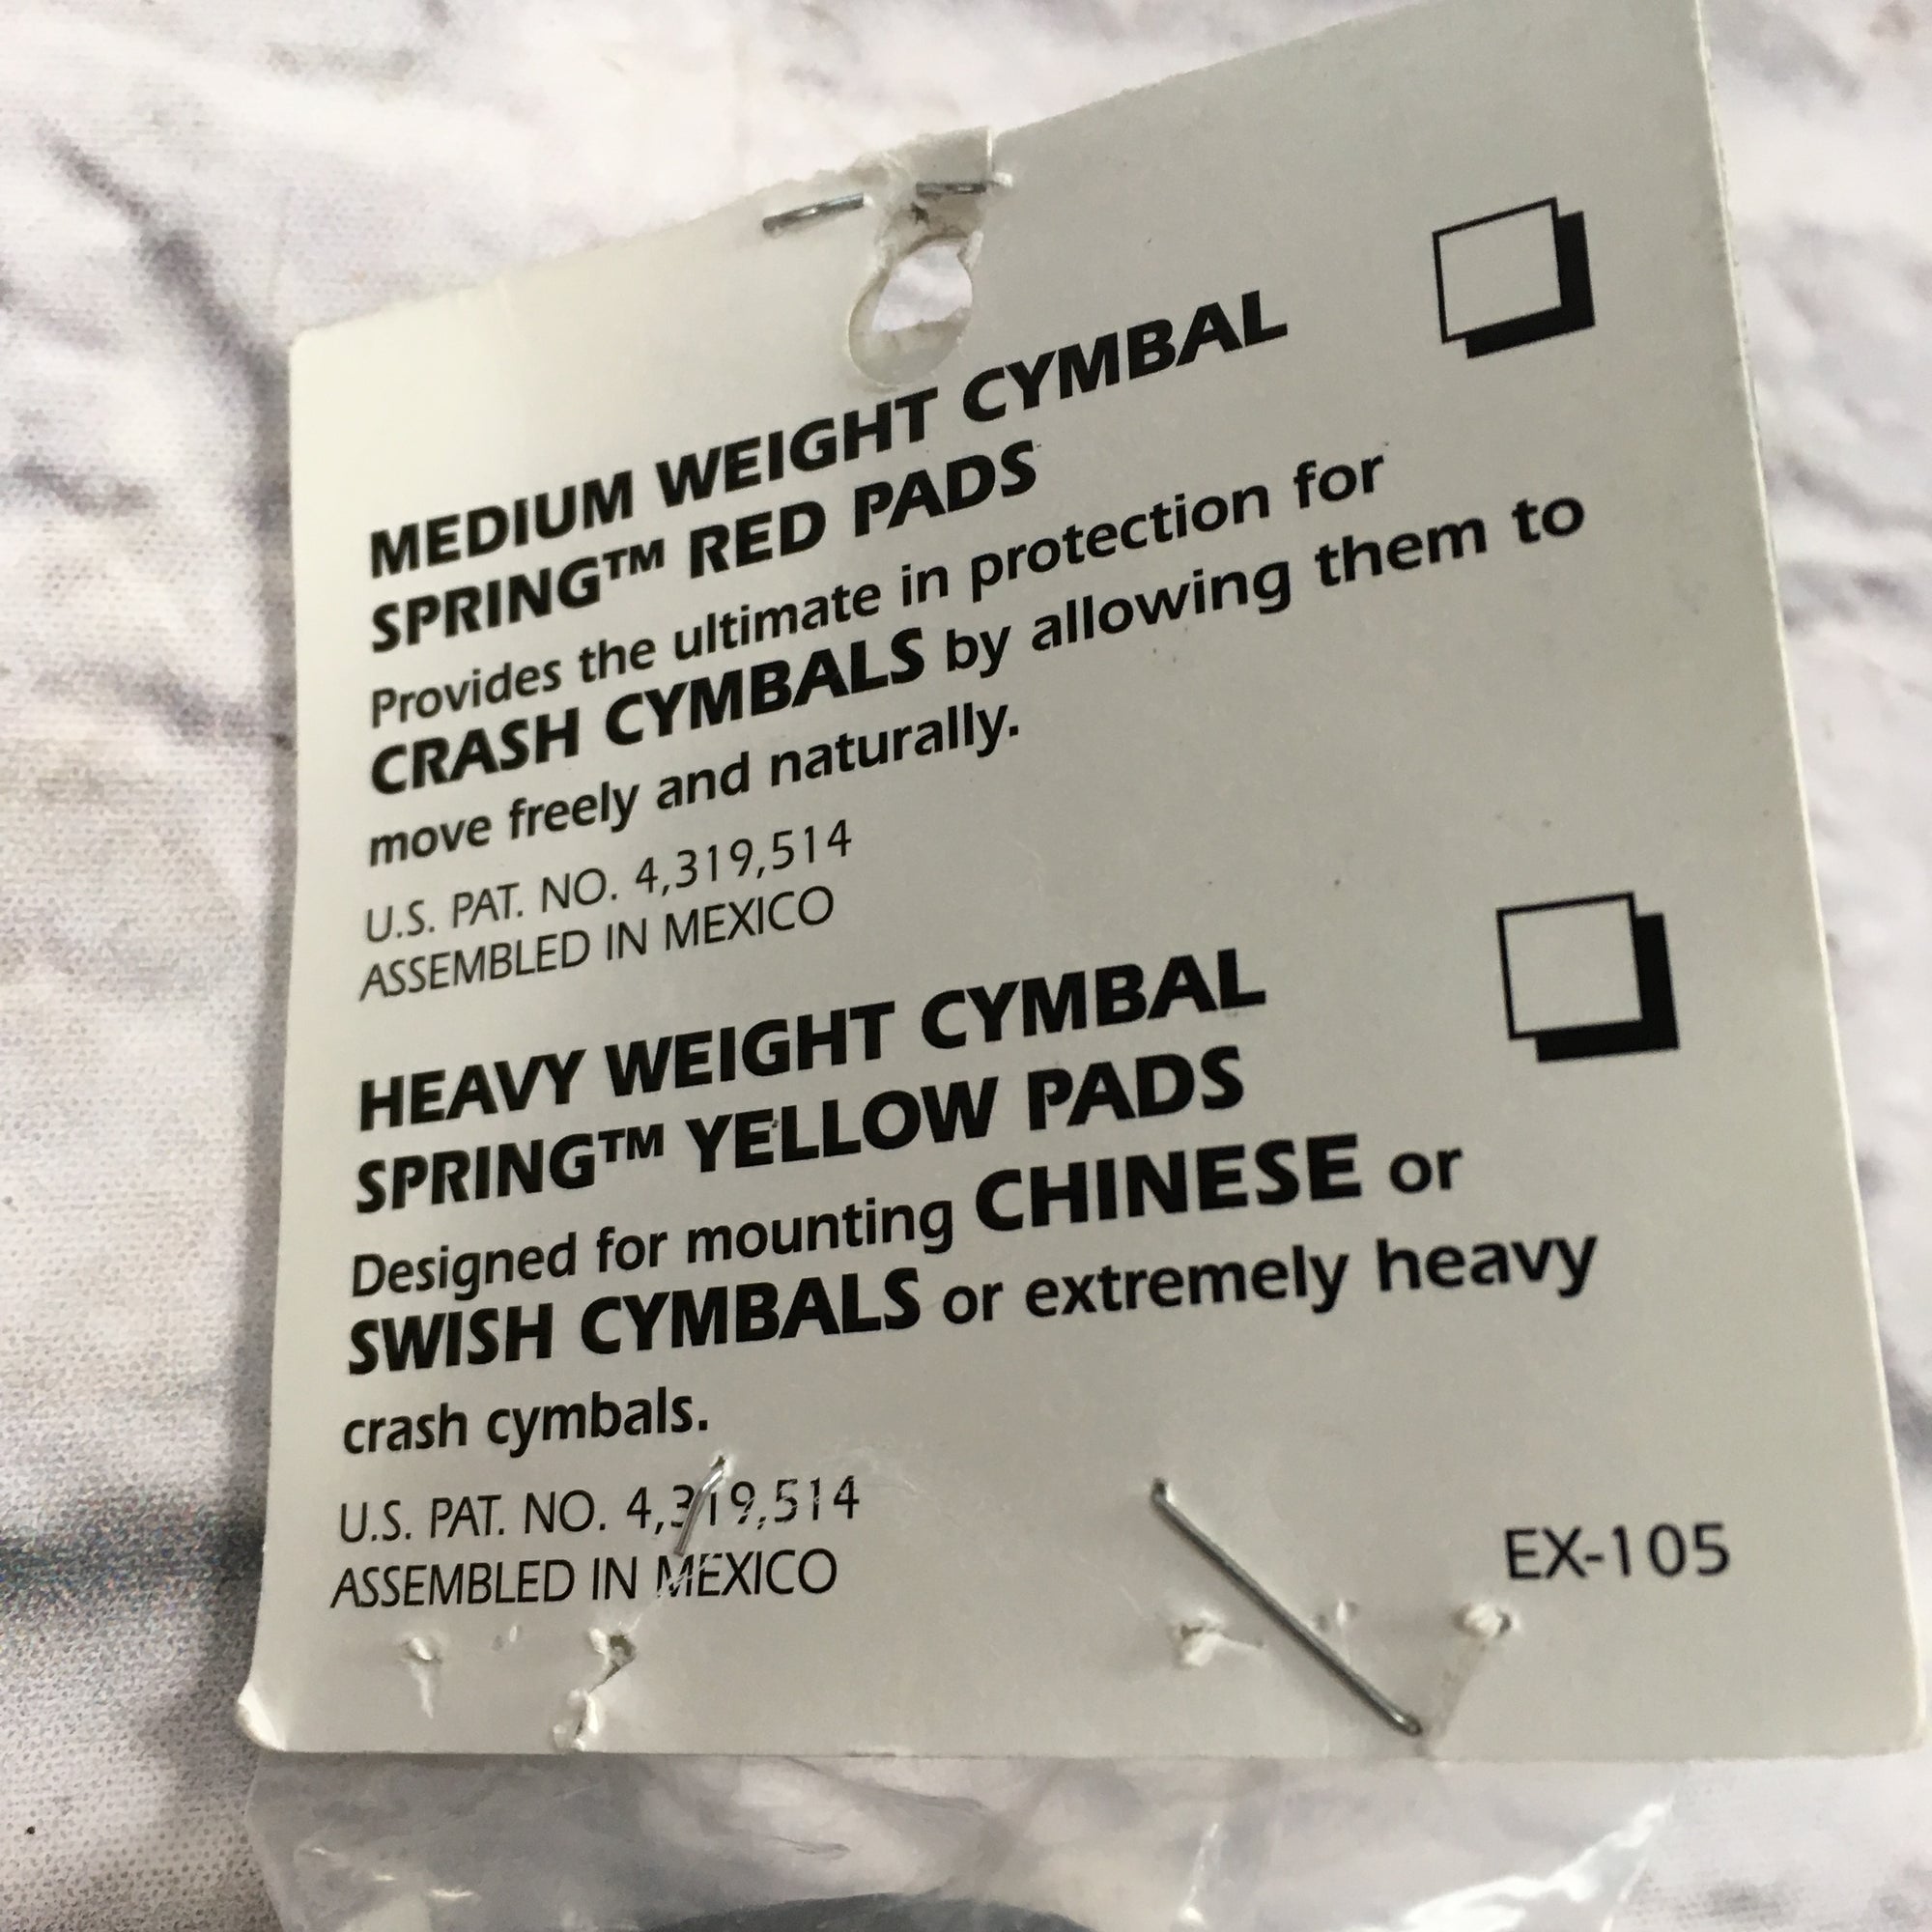 MEDIUM WEIGHT CYMBAL
SPRING™ RED PADS
Provides the ultimate in protection for
CRASH CYMBALS by allowing them to
move freely and naturally.
U.S. PAT. NO. 4,319,514
ASSEMBLED IN MEXICO
HEAVY WEIGHT CYMBAL
SPRING™ YELLOW PADS
Designed for mounting CHINESE or
SWISH CYMBALS or extremely heavy
crash cymbals.
U.S. PAT. NO. 4,319,514
ASSEMBLED IN MEXICO
EX-105